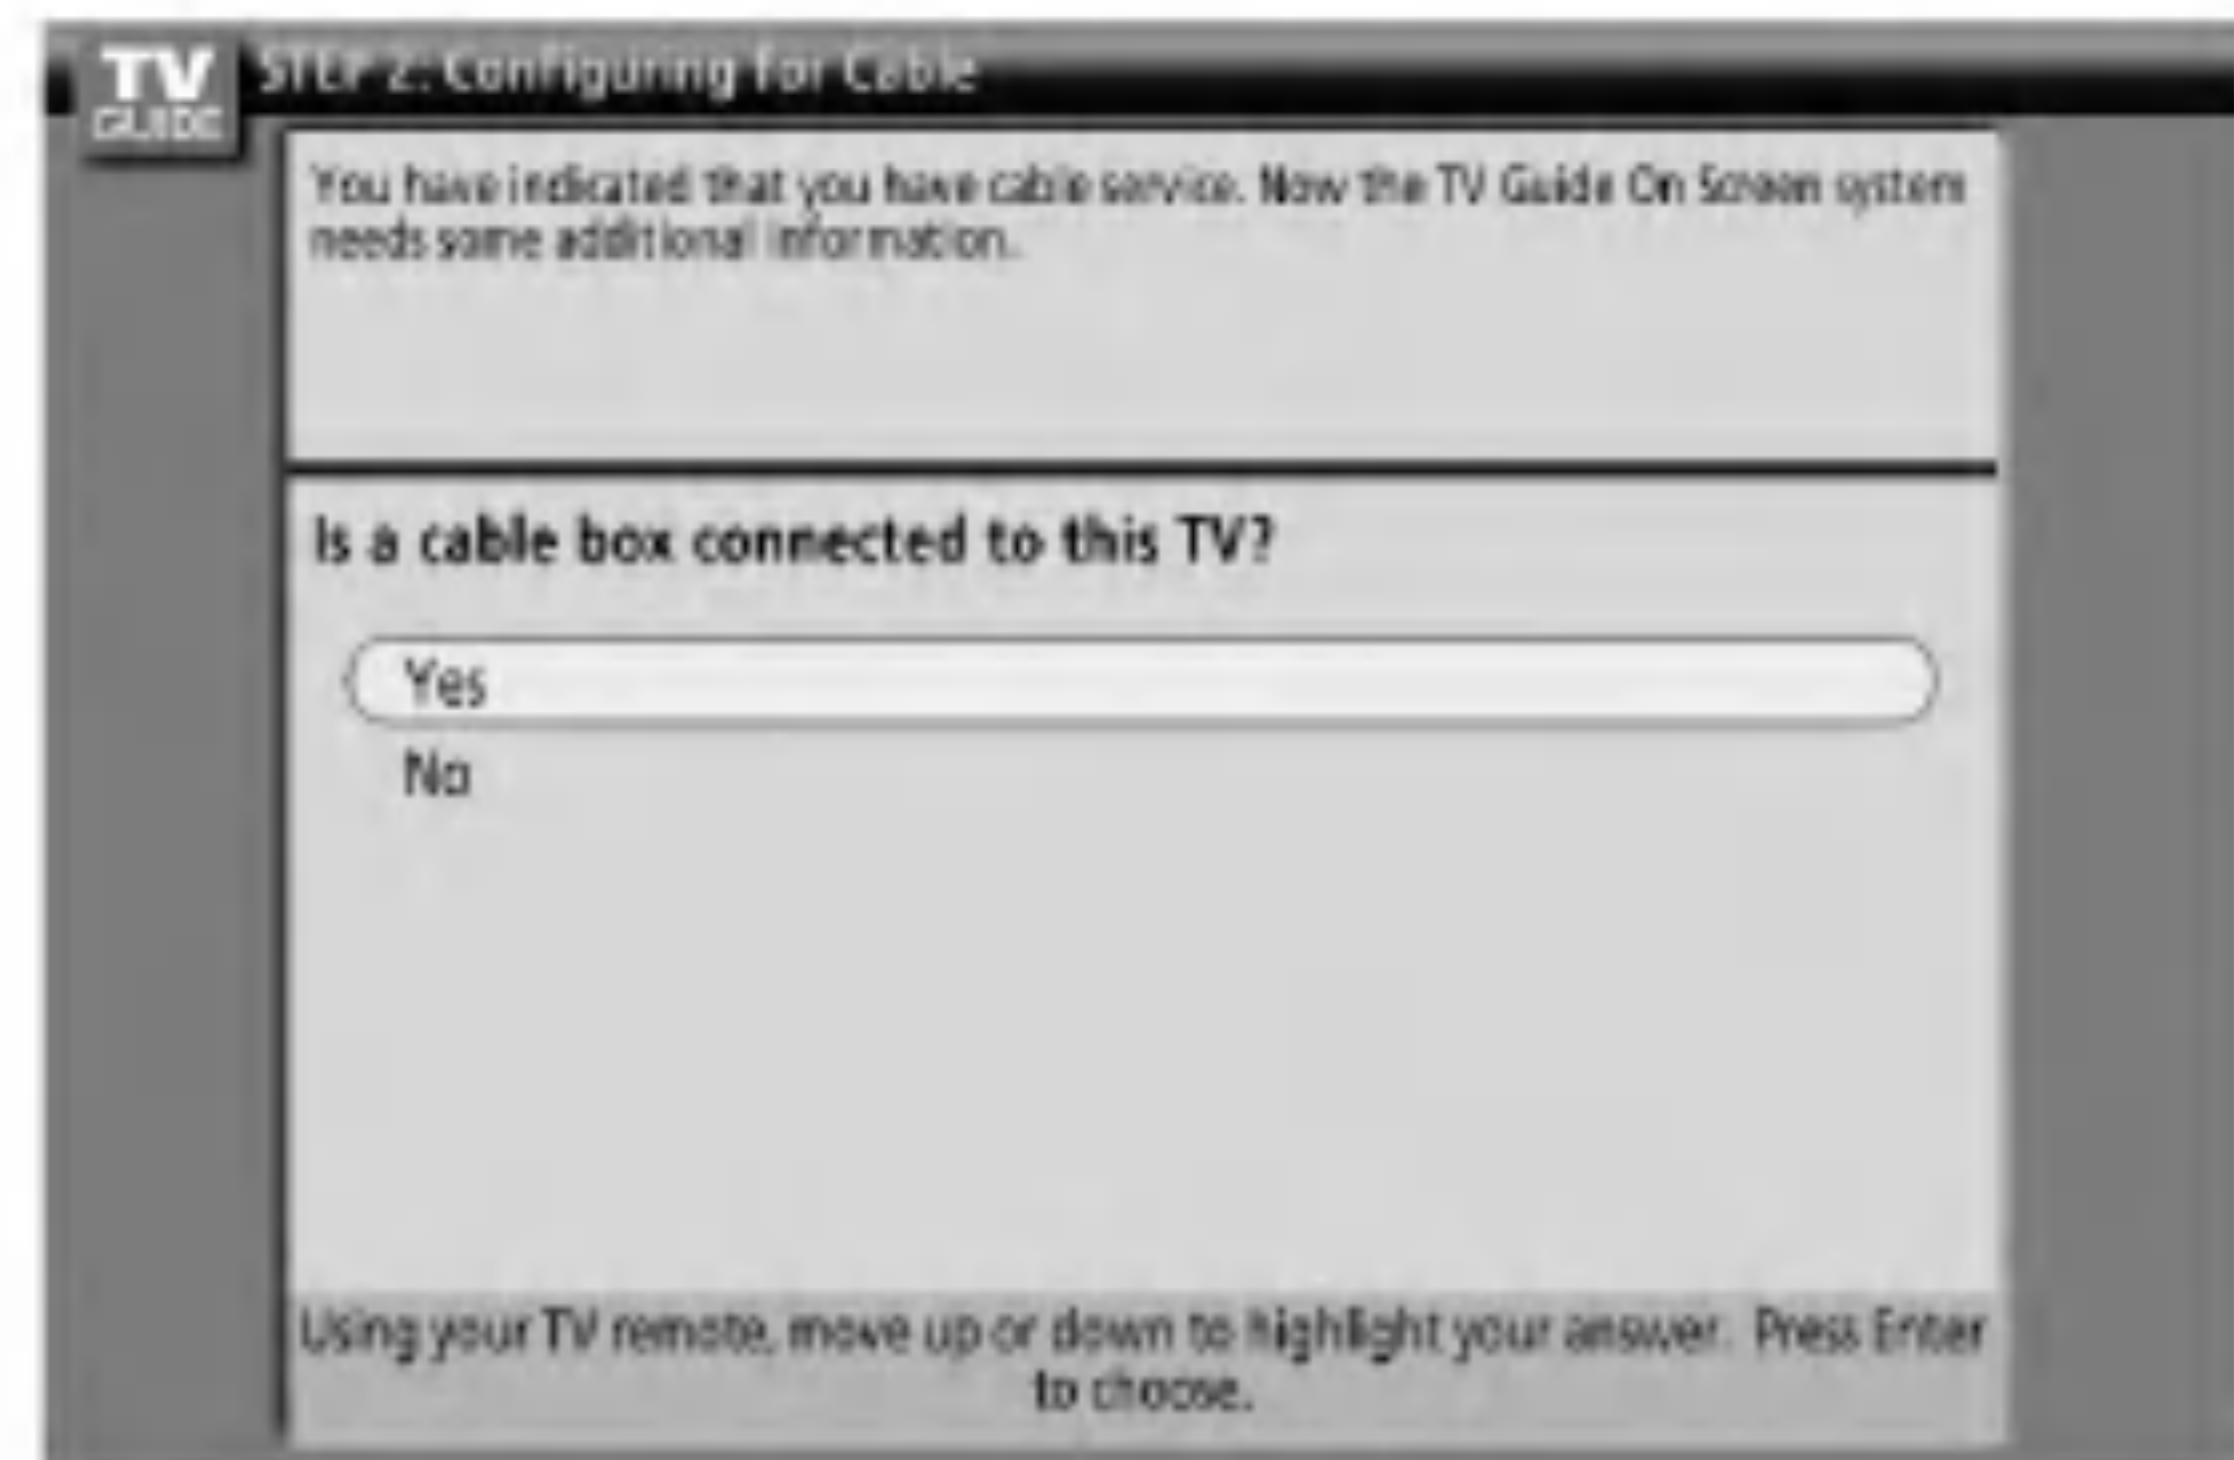 TV
GUIDE
STEP 2: Configuring for Cable
You have indicated that you have cable service. Now the TV Guide On Screen system
needs some additional information.
Is a cable box connected to this TV?
Yes
No
Using your TV remote, move up or down to highlight your answer. Press Enter
to choose.